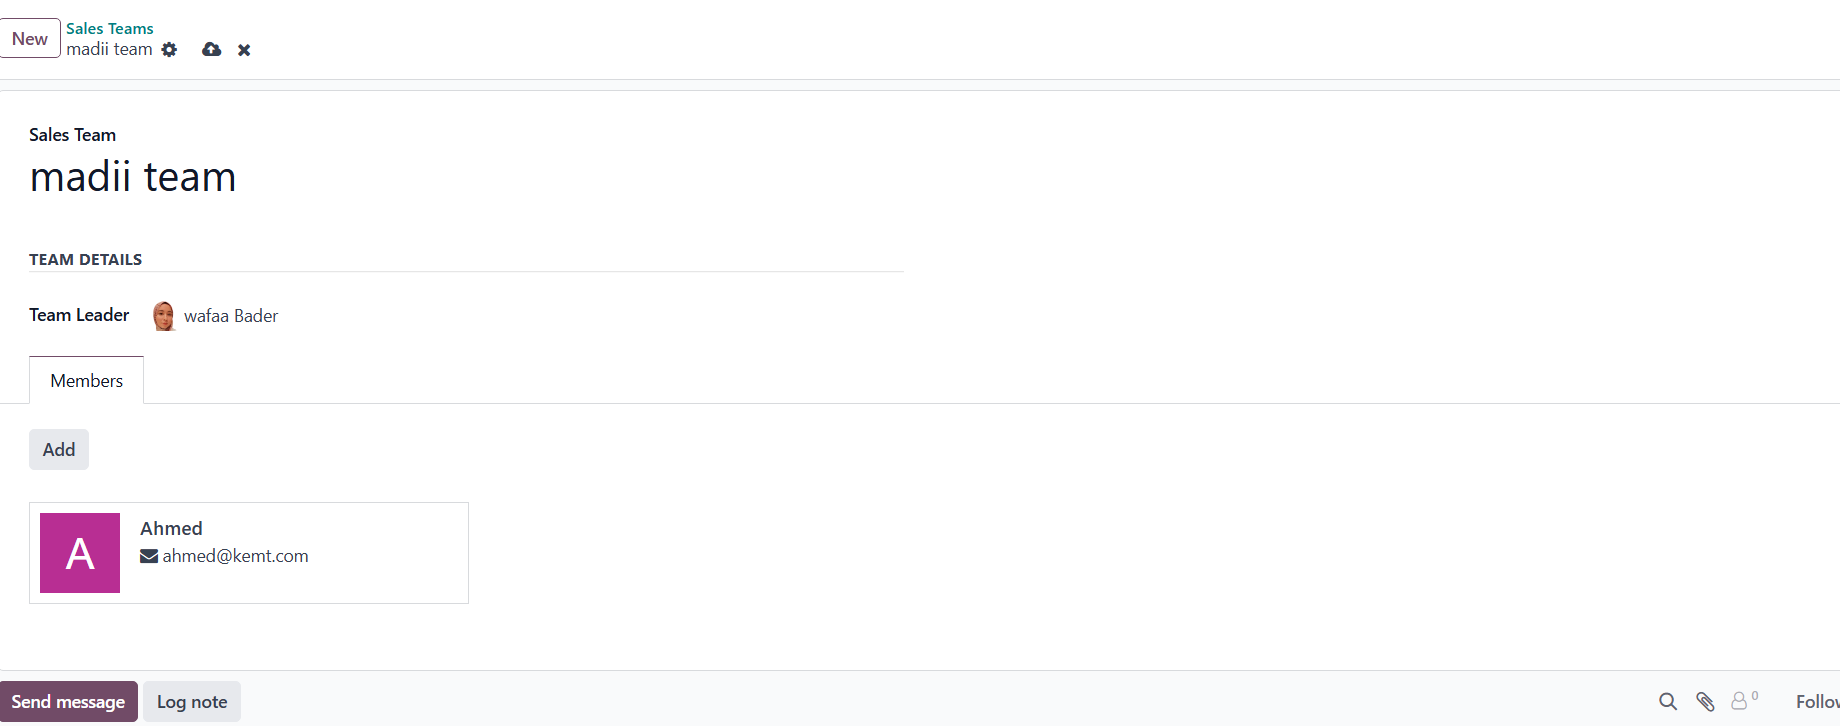 New
Sales Teams
madii team
Sales Team
madii team
TEAM DETAILS
Team Leader wafaa Bader
Members
Add
A
Ahmed
ahmed@kemt.com
Send message Log note 0 Follow